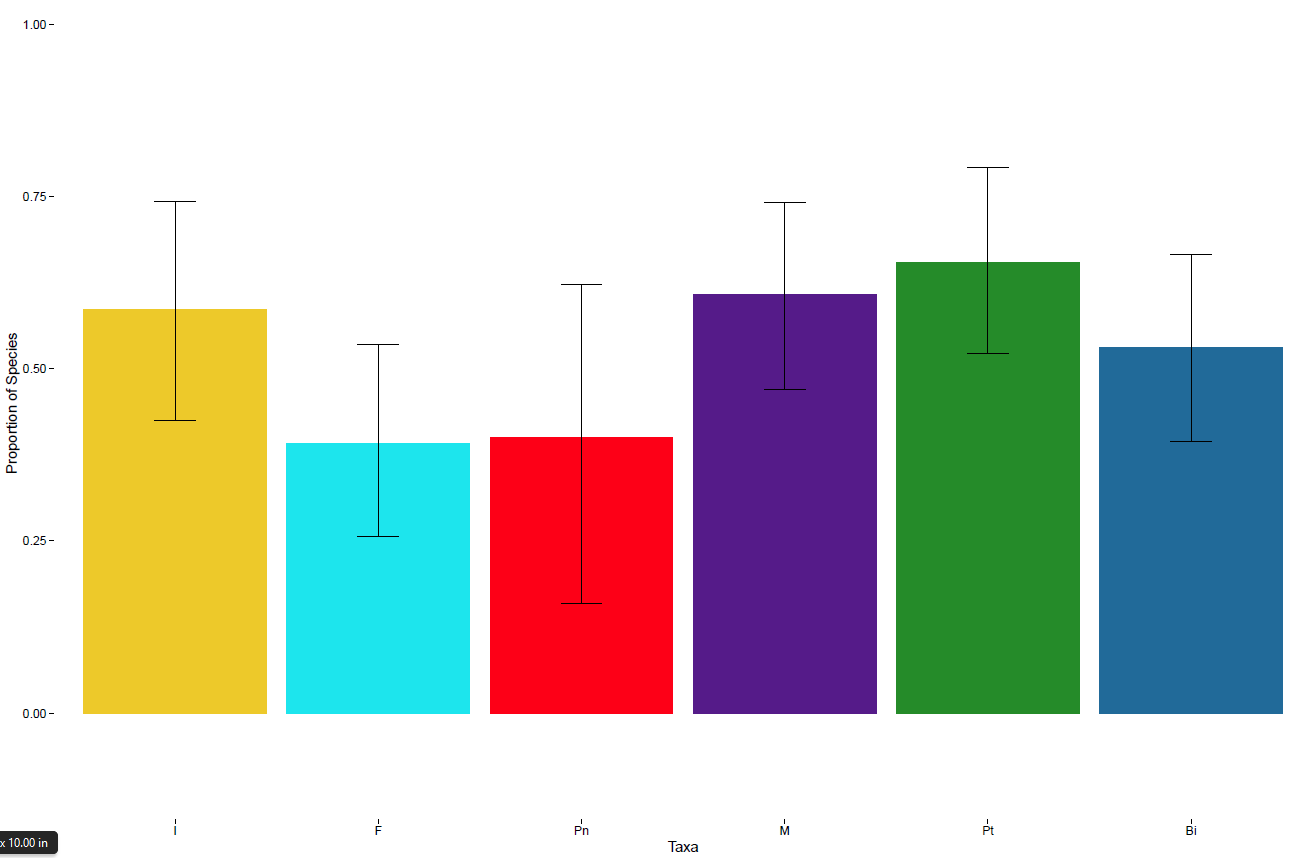 1.00
0.75
0.50
0.25
0.00
Proportion of Species
I
F
Pn
M
Pt
Bi
Taxa
x 10.00 in